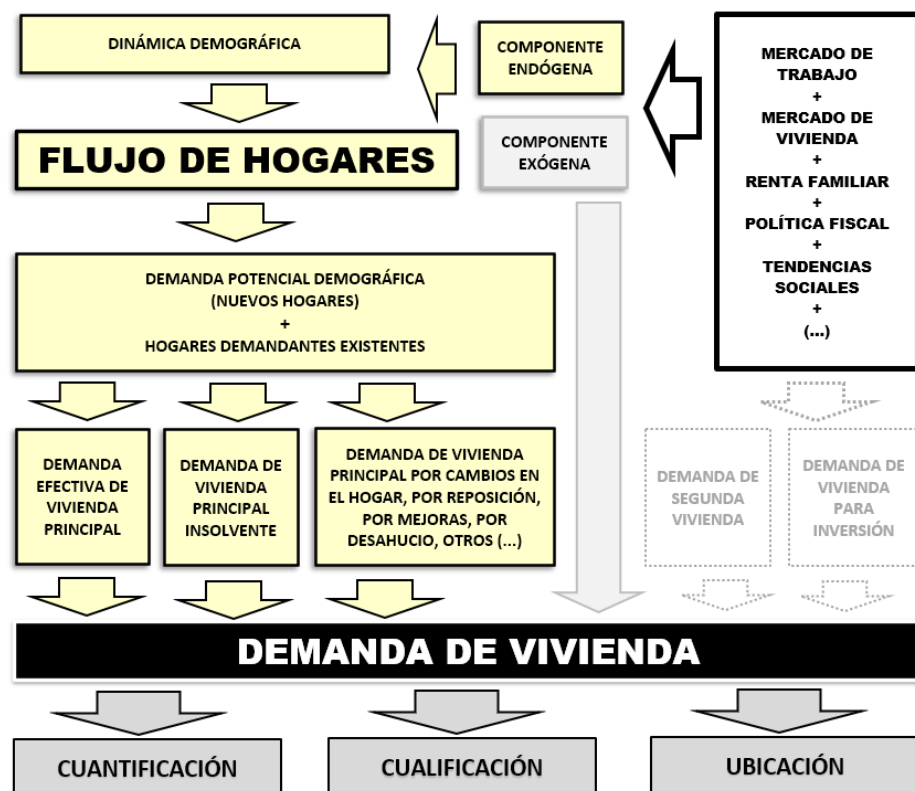 DINÁMICA DEMOGRÁFICA
COMPONENTE
ENDÓGENA
MERCADO DE
TRABAJO
+
MERCADO DE
VIVIENDA
+
RENTA FAMILIAR
+
POLÍTICA FISCAL
+
TENDENCIAS
SOCIALES
+
(...)
FLUJO DE HOGARES
COMPONENTE
EXÓGENA
DEMANDA POTENCIAL DEMOGRÁFICA
(NUEVOS HOGARES)
+
HOGARES DEMANDANTES EXISTENTES
DEMANDA
EFECTIVA DE
VIVIENDA
PRINCIPAL
DEMANDA DE
VIVIENDA
PRINCIPAL
INSOLVENTE
DEMANDA DE VIVIENDA
PRINCIPAL POR CAMBIOS EN
EL HOGAR, POR REPOSICIÓN,
POR MEJORAS, POR
DESAHUCIO, OTROS (...)
DEMANDA DE
SEGUNDA
VIVIENDA
DEMANDA DE
VIVIENDA
PARA
INVERSIÓN
DEMANDA DE VIVIENDA
CUANTIFICACIÓN
CUALIFICACIÓN
UBICACIÓN